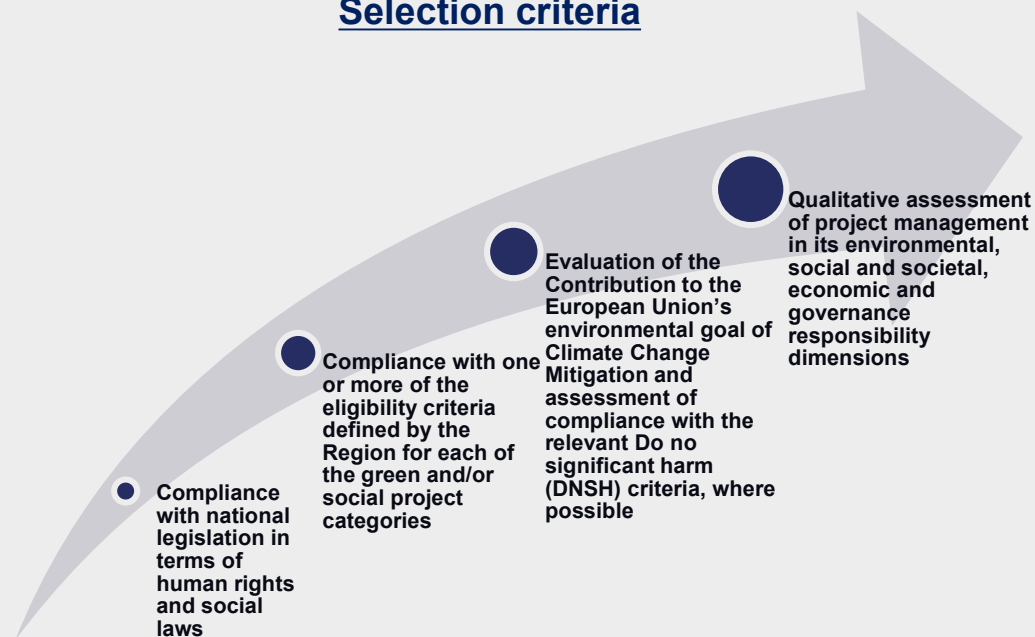 Selection criteria
Compliance
with national
legislation in
terms of
human rights
and social
laws
Compliance with one
or more of the
eligibility criteria
defined by the
Region for each of
the green and/or
social project
categories
Evaluation of the
Contribution to the
European Union’s
environmental goal of
Climate Change
Mitigation and
assessment of
compliance with the
relevant Do no
significant harm
(DNSH) criteria, where
possible
Qualitative assessment
of project management
in its environmental,
social and societal,
economic and
governance
responsibility
dimensions